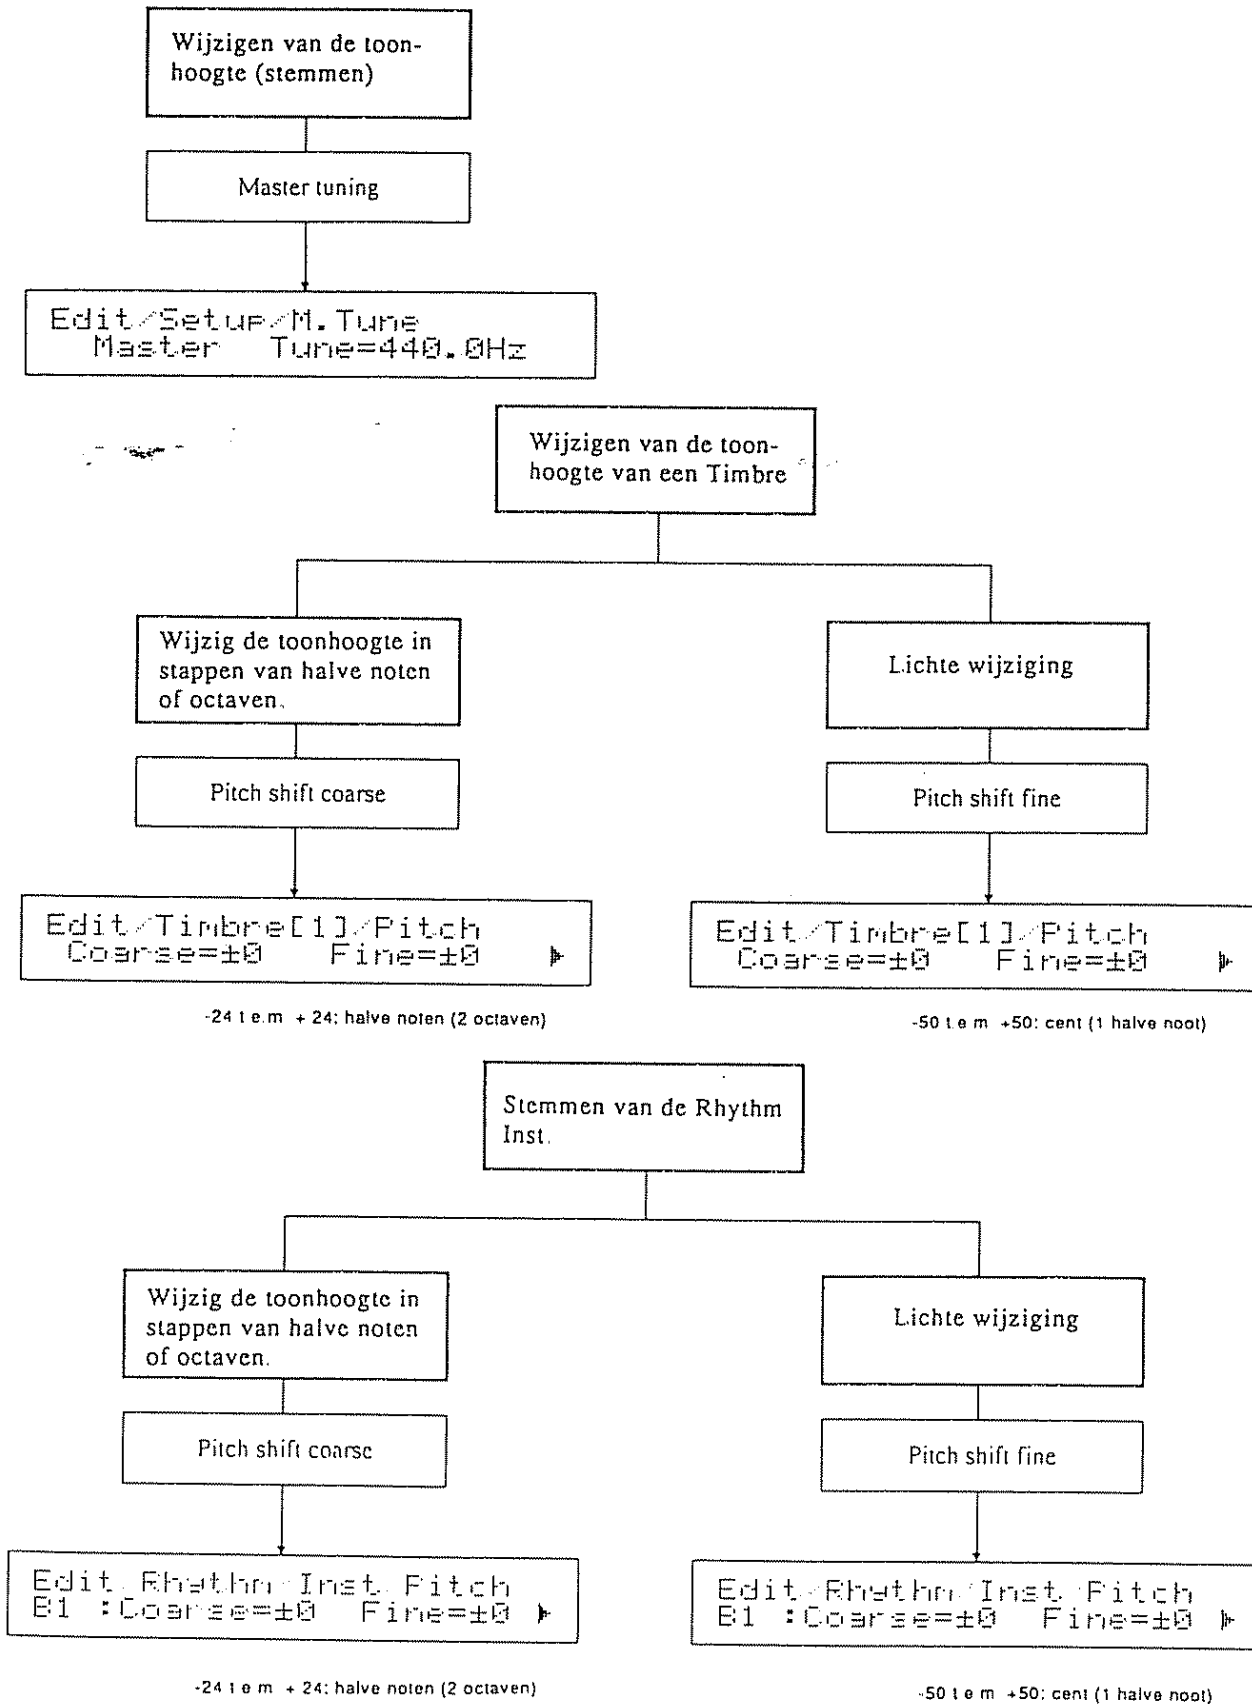 Wijzigen van de toon-
hoogte (stemmen)
Master tuning
Edit/Setup/M.Tune
Master Tune=440.0Hz
Wijzigen van de toon-
hoogte van een Timbre
Wijzig de toonhoogte in
stappen van halve noten
of octaven.
Lichte wijziging
Pitch shift coarse
Pitch shift fine
Edit/Timbre[1]/Pitch
Coarse=±0 Fine=±0
Edit/Timbre[1]/Pitch
Coarse=±0 Fine=±0
-24 t.e.m. +24: halve noten (2 octaven)
-50 t.e.m. +50: cent (1 halve noot)
Stemmen van de Rhythm
Inst.
Wijzig de toonhoogte in
stappen van halve noten
of octaven.
Lichte wijziging
Pitch shift coarse
Pitch shift fine
Edit/Rhythm/Inst/Pitch
B1 :Coarse=±0 Fine=±0
Edit/Rhythm/Inst/Pitch
B1 :Coarse=±0 Fine=±0
-24 t.e.m. +24: halve noten (2 octaven)
-50 t.e.m. +50: cent (1 halve noot)